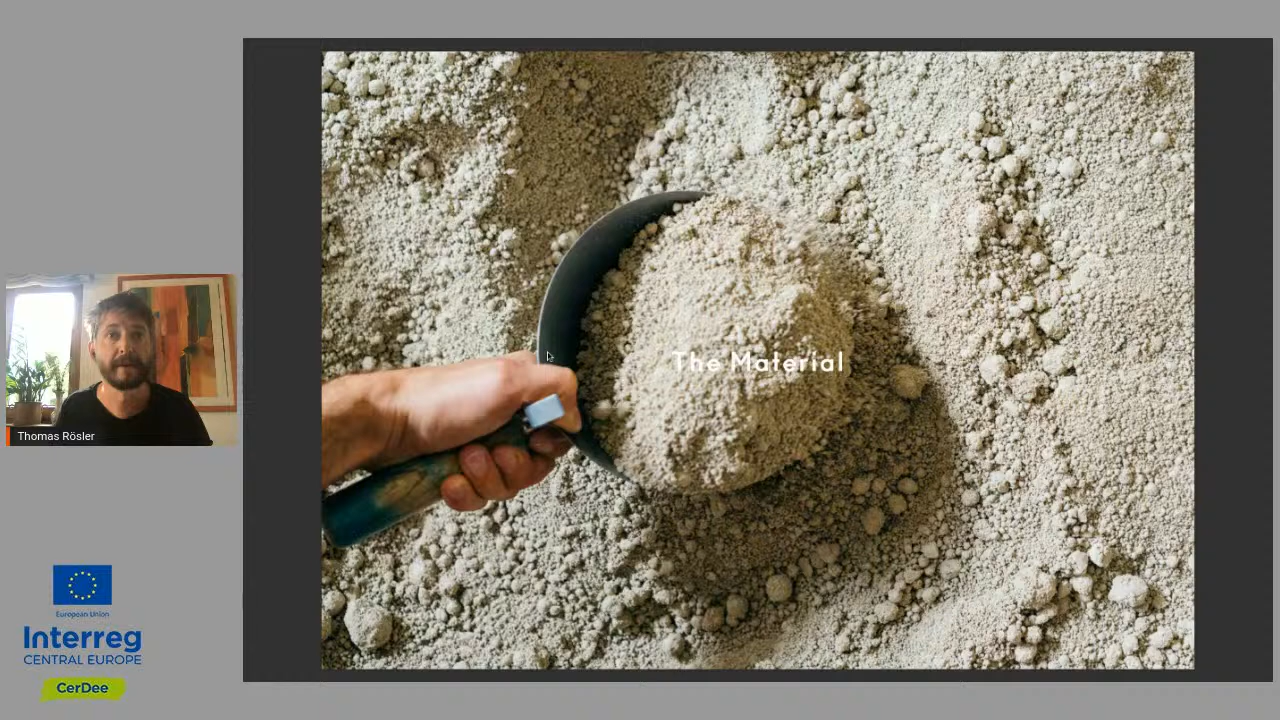 The Material
Thomas Rösler
European Union
Interreg
CENTRAL EUROPE
CerDee